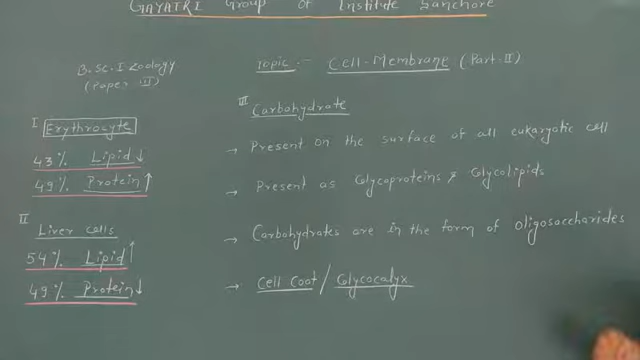 GAYATRI Group of Institute Sanchore
B.Sc. I Zoology
(Paper III)
Topic :- Cell-Membrane (Part-II)
I Erythrocyte
43% Lipid ↓
49% Protein ↑
II Liver cells
54% Lipid ↑
49% Protein ↓
III Carbohydrate
→ Present on the surface of all eukaryotic cell
→ Present as Glycoproteins & Glycolipids
→ Carbohydrates are in the form of oligosaccharides
→ Cell Coat / Glycocalyx